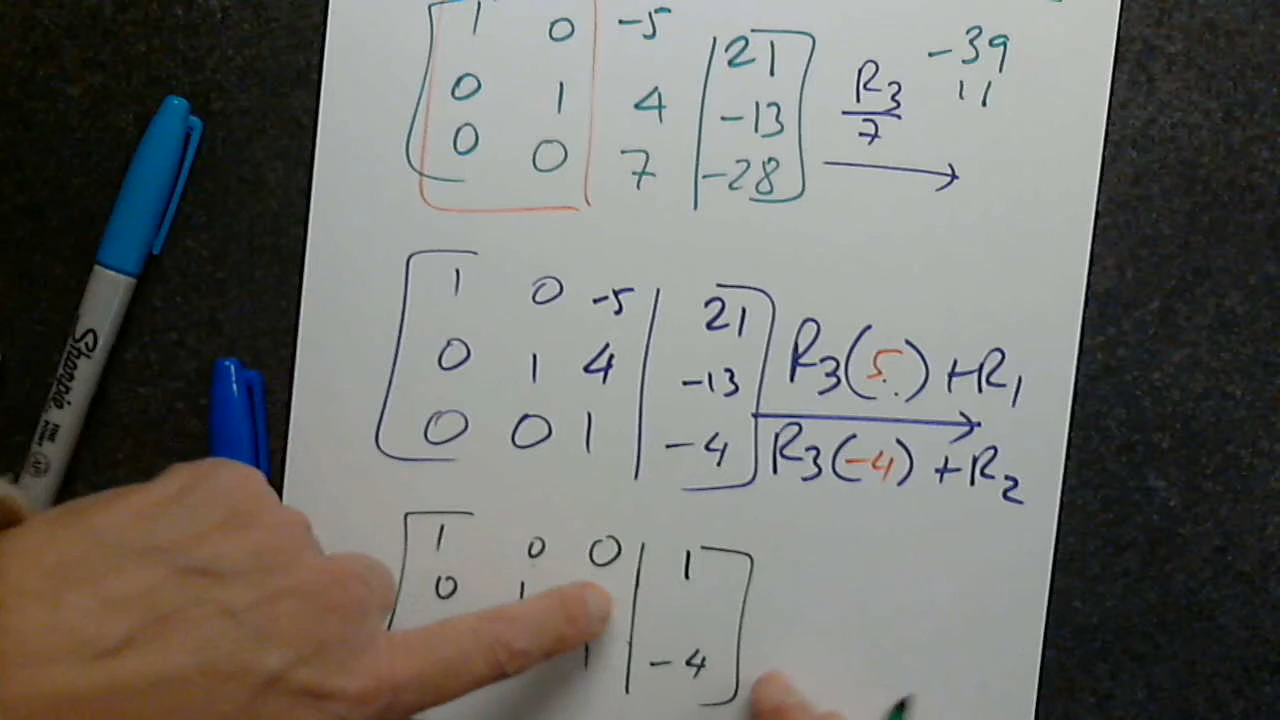 1 0 -5 21 -39
0 1 4 -13 R3 11
0 0 7 -28 7
1 0 -5 21
0 1 4 -13 R3(5.) +R1
0 0 1 -4 R3(-4) +R2
1 0 0 1
0 1
1 -4
Sharpie